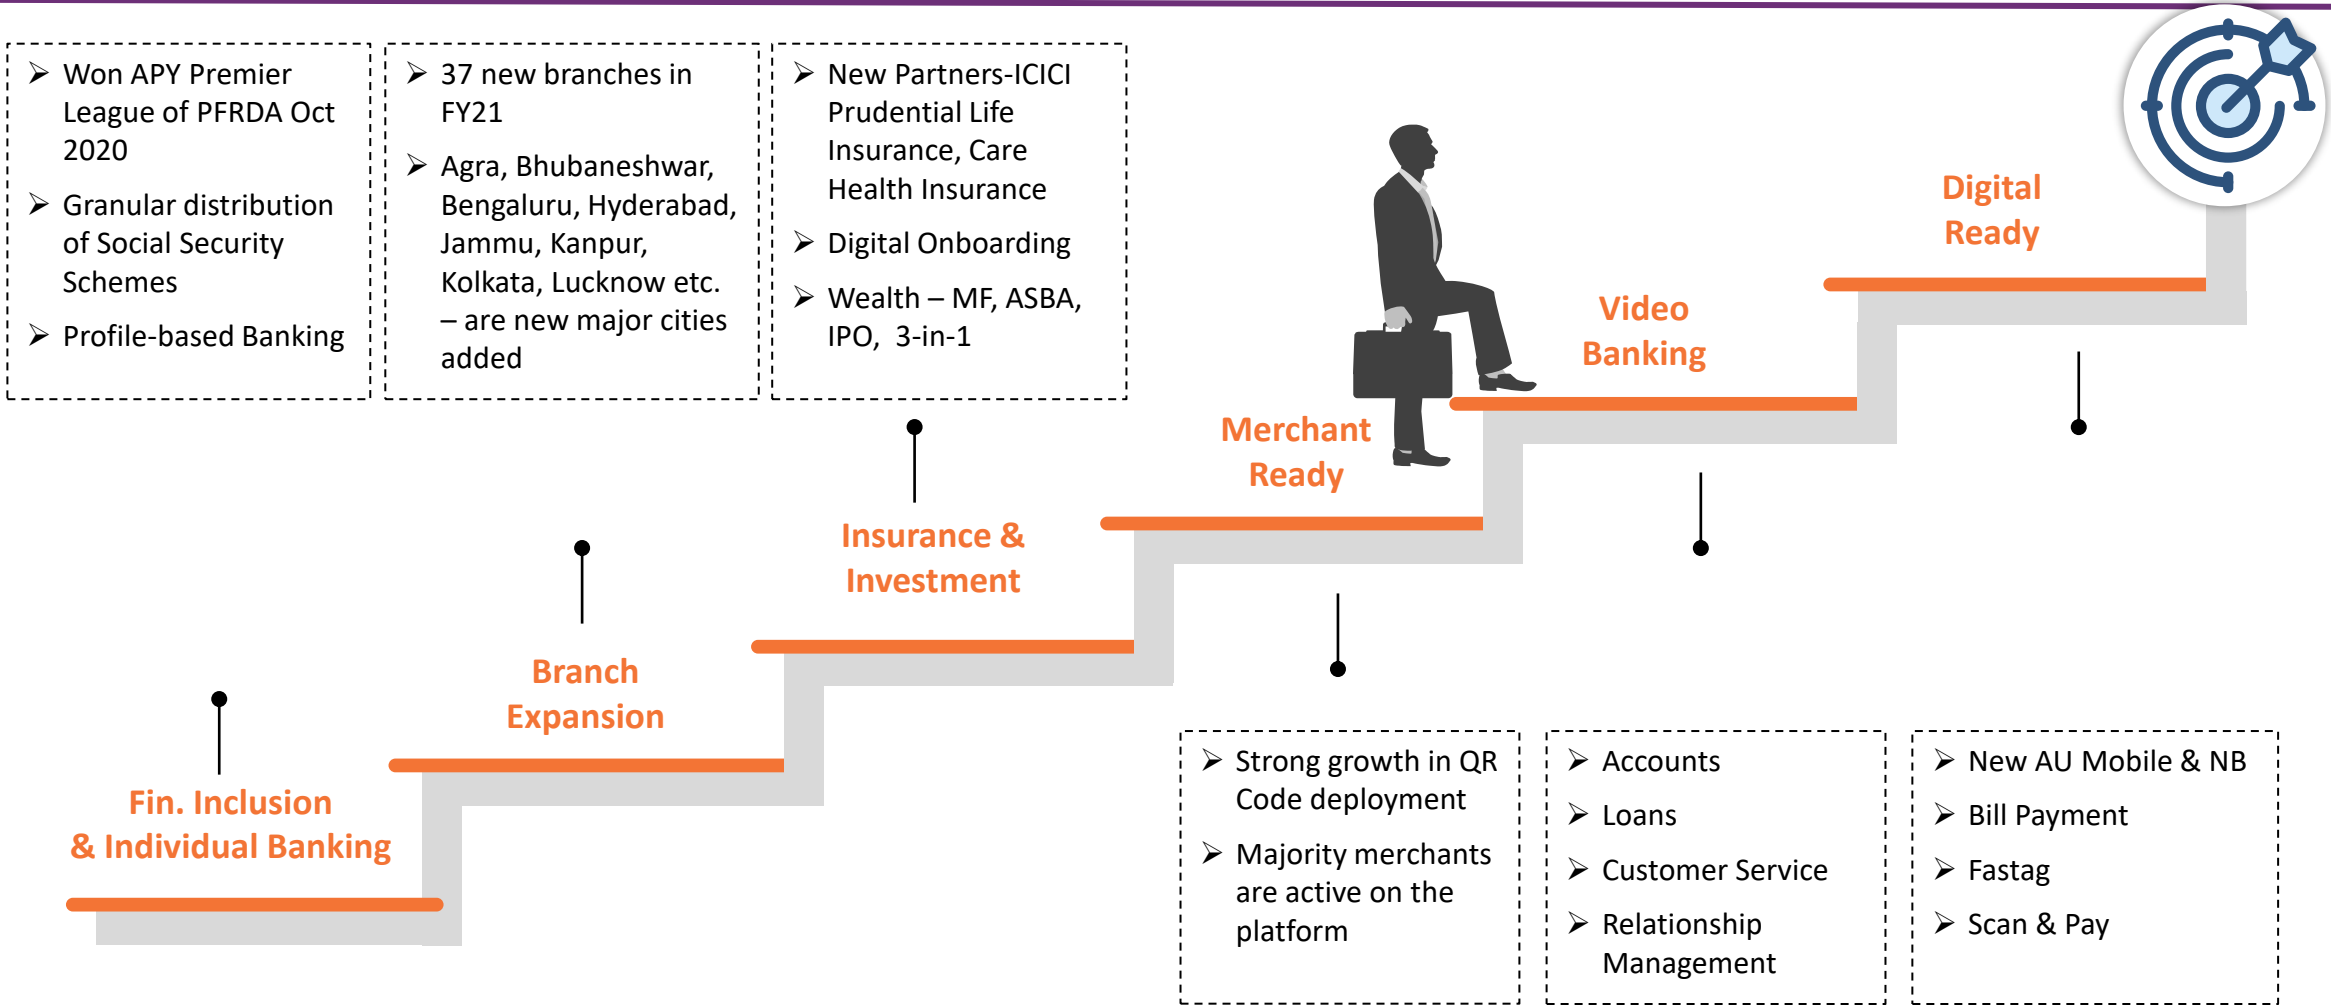 Won APY Premier
League of PFRDA Oct
2020
Granular distribution
of Social Security
Schemes
Profile-based Banking
37 new branches in
FY21
Agra, Bhubaneshwar,
Bengaluru, Hyderabad,
Jammu, Kanpur,
Kolkata, Lucknow etc.
– are new major cities
added
New Partners-ICICI
Prudential Life
Insurance, Care
Health Insurance
Digital Onboarding
Wealth – MF, ASBA,
IPO, 3-in-1
Fin. Inclusion
& Individual Banking
Branch
Expansion
Insurance &
Investment
Merchant
Ready
Video
Banking
Digital
Ready
Strong growth in QR
Code deployment
Majority merchants
are active on the
platform
Accounts
Loans
Customer Service
Relationship
Management
New AU Mobile & NB
Bill Payment
Fastag
Scan & Pay